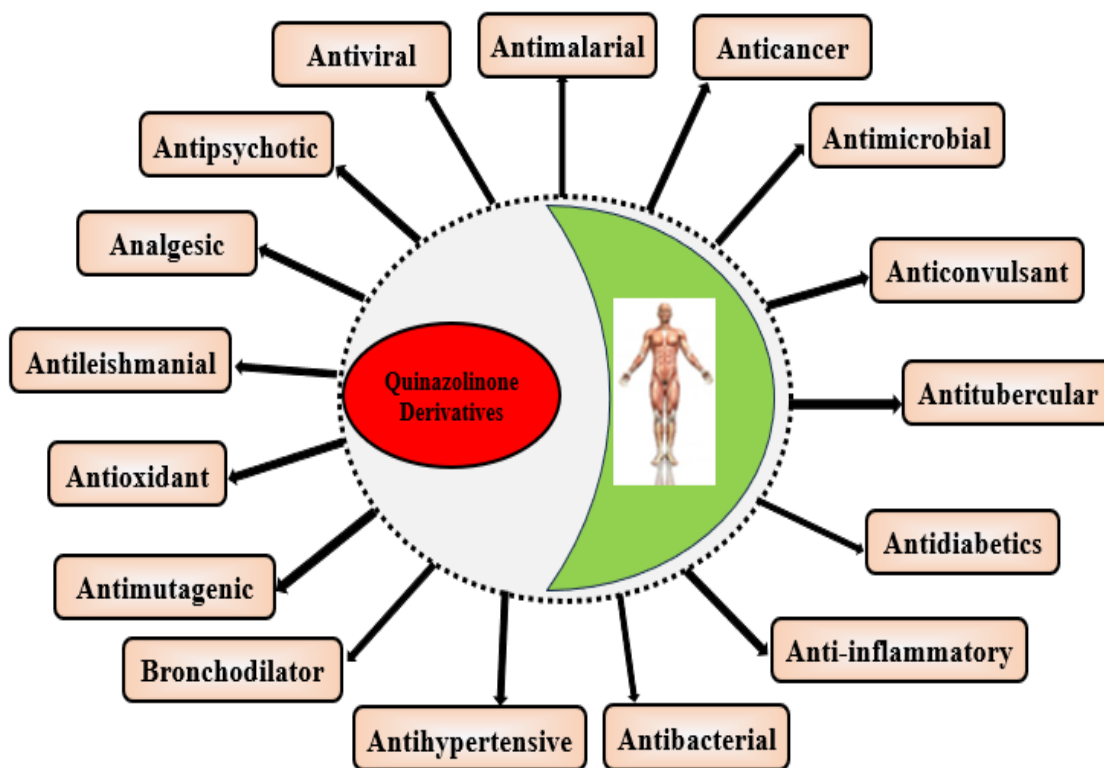 Antimalarial
Anticancer
Antiviral
Antimicrobial
Antipsychotic
Analgesic
Anticonvulsant
Antileishmanial
Quinazolinone
Derivatives
Antitubercular
Antioxidant
Antidiabetics
Antimutagenic
Anti-inflammatory
Bronchodilator
Antihypertensive
Antibacterial